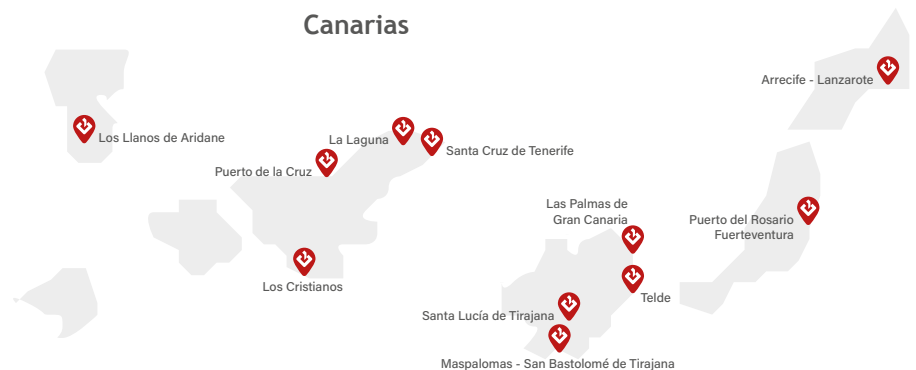 Canarias
Arrecife - Lanzarote
Los Llanos de Aridane
La Laguna
Santa Cruz de Tenerife
Puerto de la Cruz
Las Palmas de
Gran Canaria
Puerto del Rosario
Fuerteventura
Los Cristianos
Telde
Santa Lucía de Tirajana
Maspalomas - San Bastolomé de Tirajana